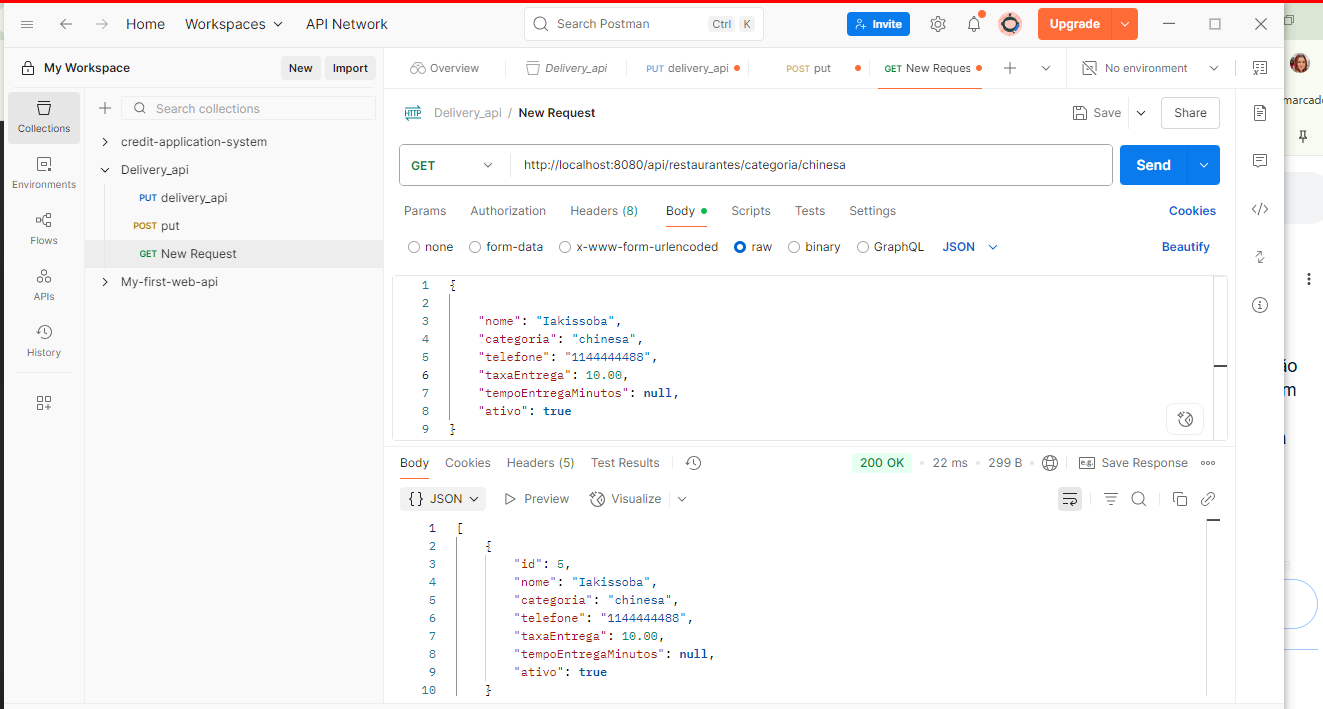 Home Workspaces API Network Search Postman Ctrl K Invite Upgrade
My Workspace New Import Overview Delivery_api PUT delivery_api POST put GET New Reques No environment
marcado
Search collections
Collections
Environments
Flows
APIs
History
credit-application-system
Delivery_api
PUT delivery_api
POST put
GET New Request
My-first-web-api
HTTP Delivery_api / New Request Save Share
GET http://localhost:8080/api/restaurantes/categoria/chinesa Send
Params Authorization Headers (8) Body Scripts Tests Settings Cookies
none form-data x-www-form-urlencoded raw binary GraphQL JSON Beautify
1 {
2
3 "nome": "Iakissoba",
4 "categoria": "chinesa",
5 "telefone": "1144444488",
6 "taxaEntrega": 10.00,
7 "tempoEntregaMinutos": null,
8 "ativo": true
9 }
Body Cookies Headers (5) Test Results 200 OK 22 ms 299 B e.g. Save Response
{} JSON Preview Visualize
1 [
2 {
3 "id": 5,
4 "nome": "Iakissoba",
5 "categoria": "chinesa",
6 "telefone": "1144444488",
7 "taxaEntrega": 10.00,
8 "tempoEntregaMinutos": null,
9 "ativo": true
10 }